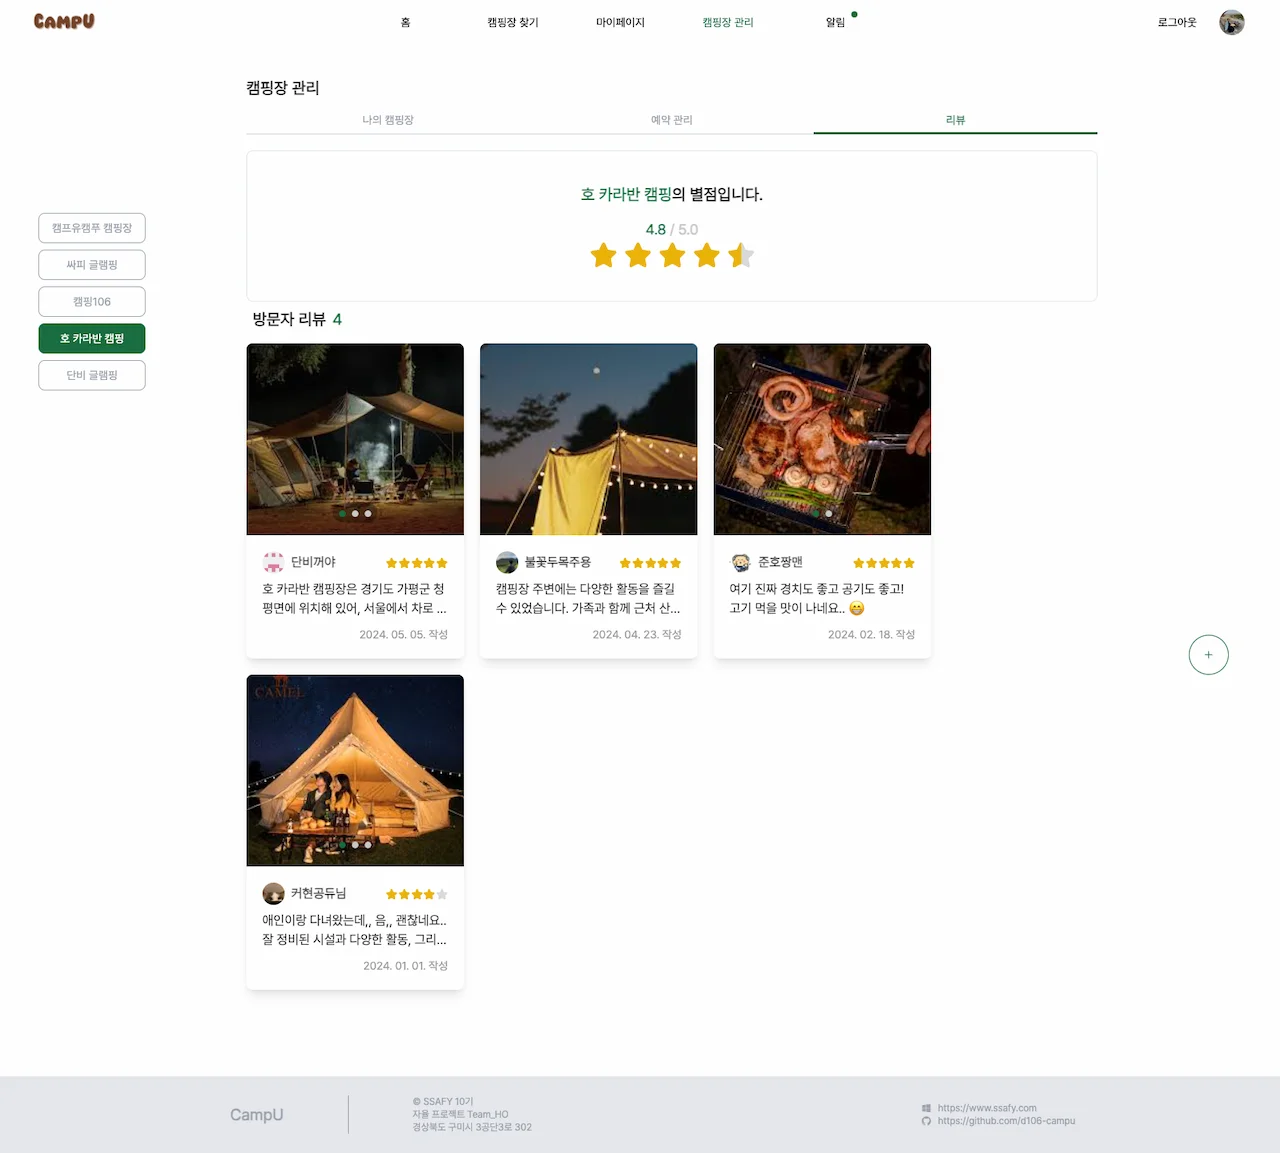 CAMPU
홈
캠핑장 찾기
마이페이지
캠핑장 관리
알림
로그아웃
캠핑장 관리
나의 캠핑장
예약 관리
리뷰
캠프유캠푸 캠핑장
싸피 글램핑
캠핑106
호 카라반 캠핑
단비 글램핑
호 카라반 캠핑의 별점입니다.
4.8 / 5.0
방문자 리뷰 4
단비꺼야
호 카라반 캠핑장은 경기도 가평군 청
평면에 위치해 있어, 서울에서 차로 ...
2024. 05. 05. 작성
불꽃두목주용
캠핑장 주변에는 다양한 활동을 즐길
수 있었습니다. 가족과 함께 근처 산...
2024. 04. 23. 작성
준호짱맨
여기 진짜 경치도 좋고 공기도 좋고!
고기 먹을 맛이 나네요.. 😁
2024. 02. 18. 작성
+
CAMEL
커현공듀님
애인이랑 다녀왔는데,, 음,, 괜찮네요..
잘 정비된 시설과 다양한 활동, 그리...
2024. 01. 01. 작성
CampU
© SSAFY 10기
자율 프로젝트 Team_HO
경상북도 구미시 3공단3로 302
https://www.ssafy.com
https://github.com/d106-campu